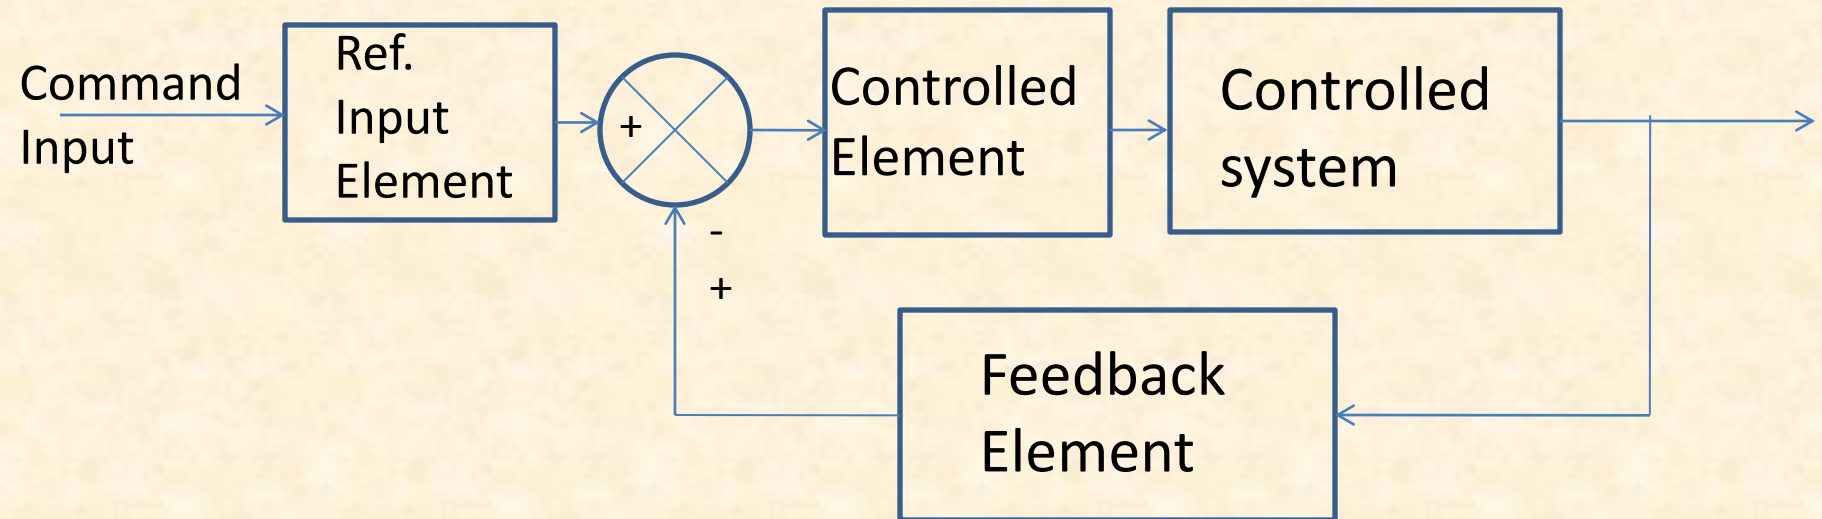 Command
Input
Ref.
Input
Element
+
Controlled
Element
Controlled
system
-
+
Feedback
Element